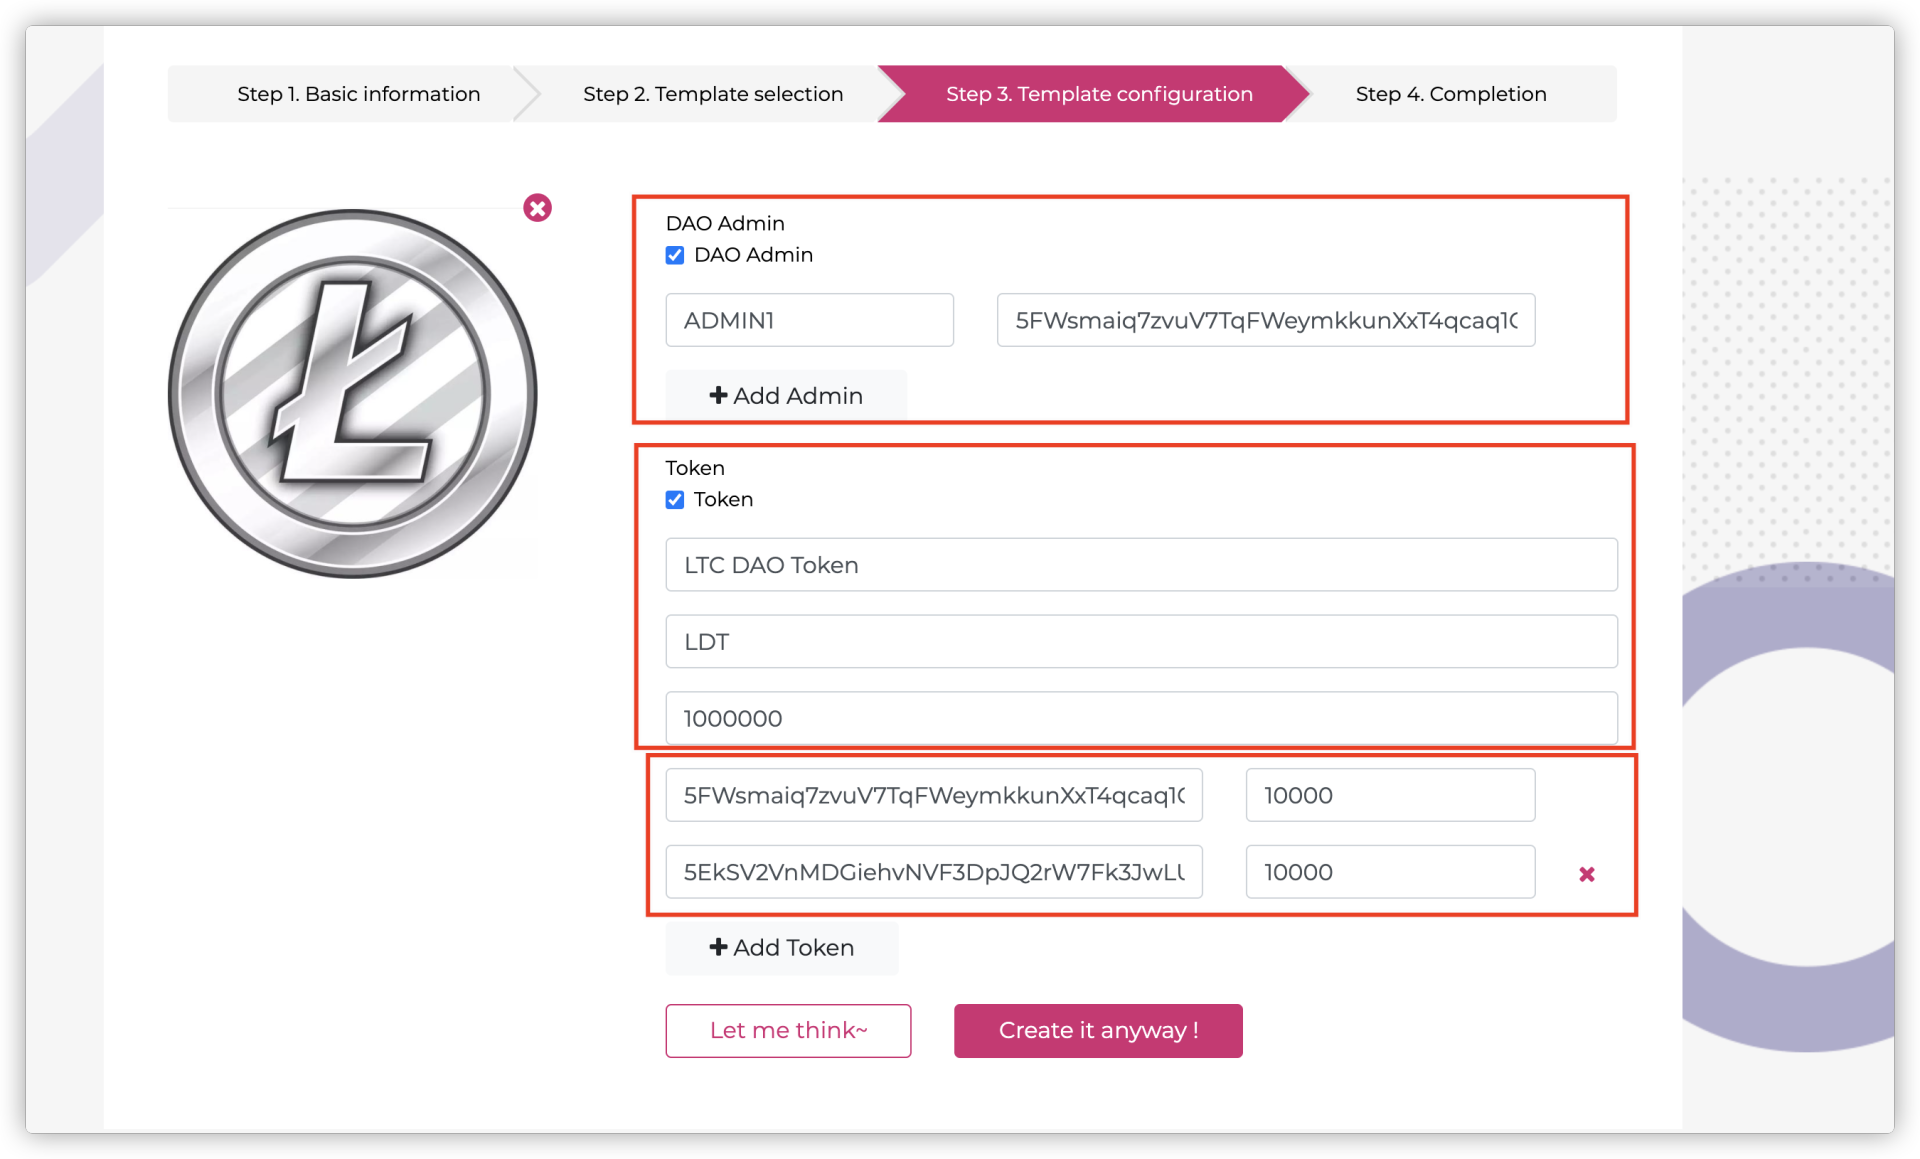 Step 1. Basic information
Step 2. Template selection
Step 3. Template configuration
Step 4. Completion
DAO Admin
DAO Admin
ADMIN1
5FWsmaiq7zvuV7TqFWeymkkunXxT4qcaq1
Add Admin
Token
Token
LTC DAO Token
LDT
1000000
5FWsmaiq7zvuV7TqFWeymkkunXxT4qcaq1
10000
5EkSV2VnMDGiehvNVF3DpJQ2rW7Fk3JwL
10000
Add Token
Let me think~
Create it anyway !